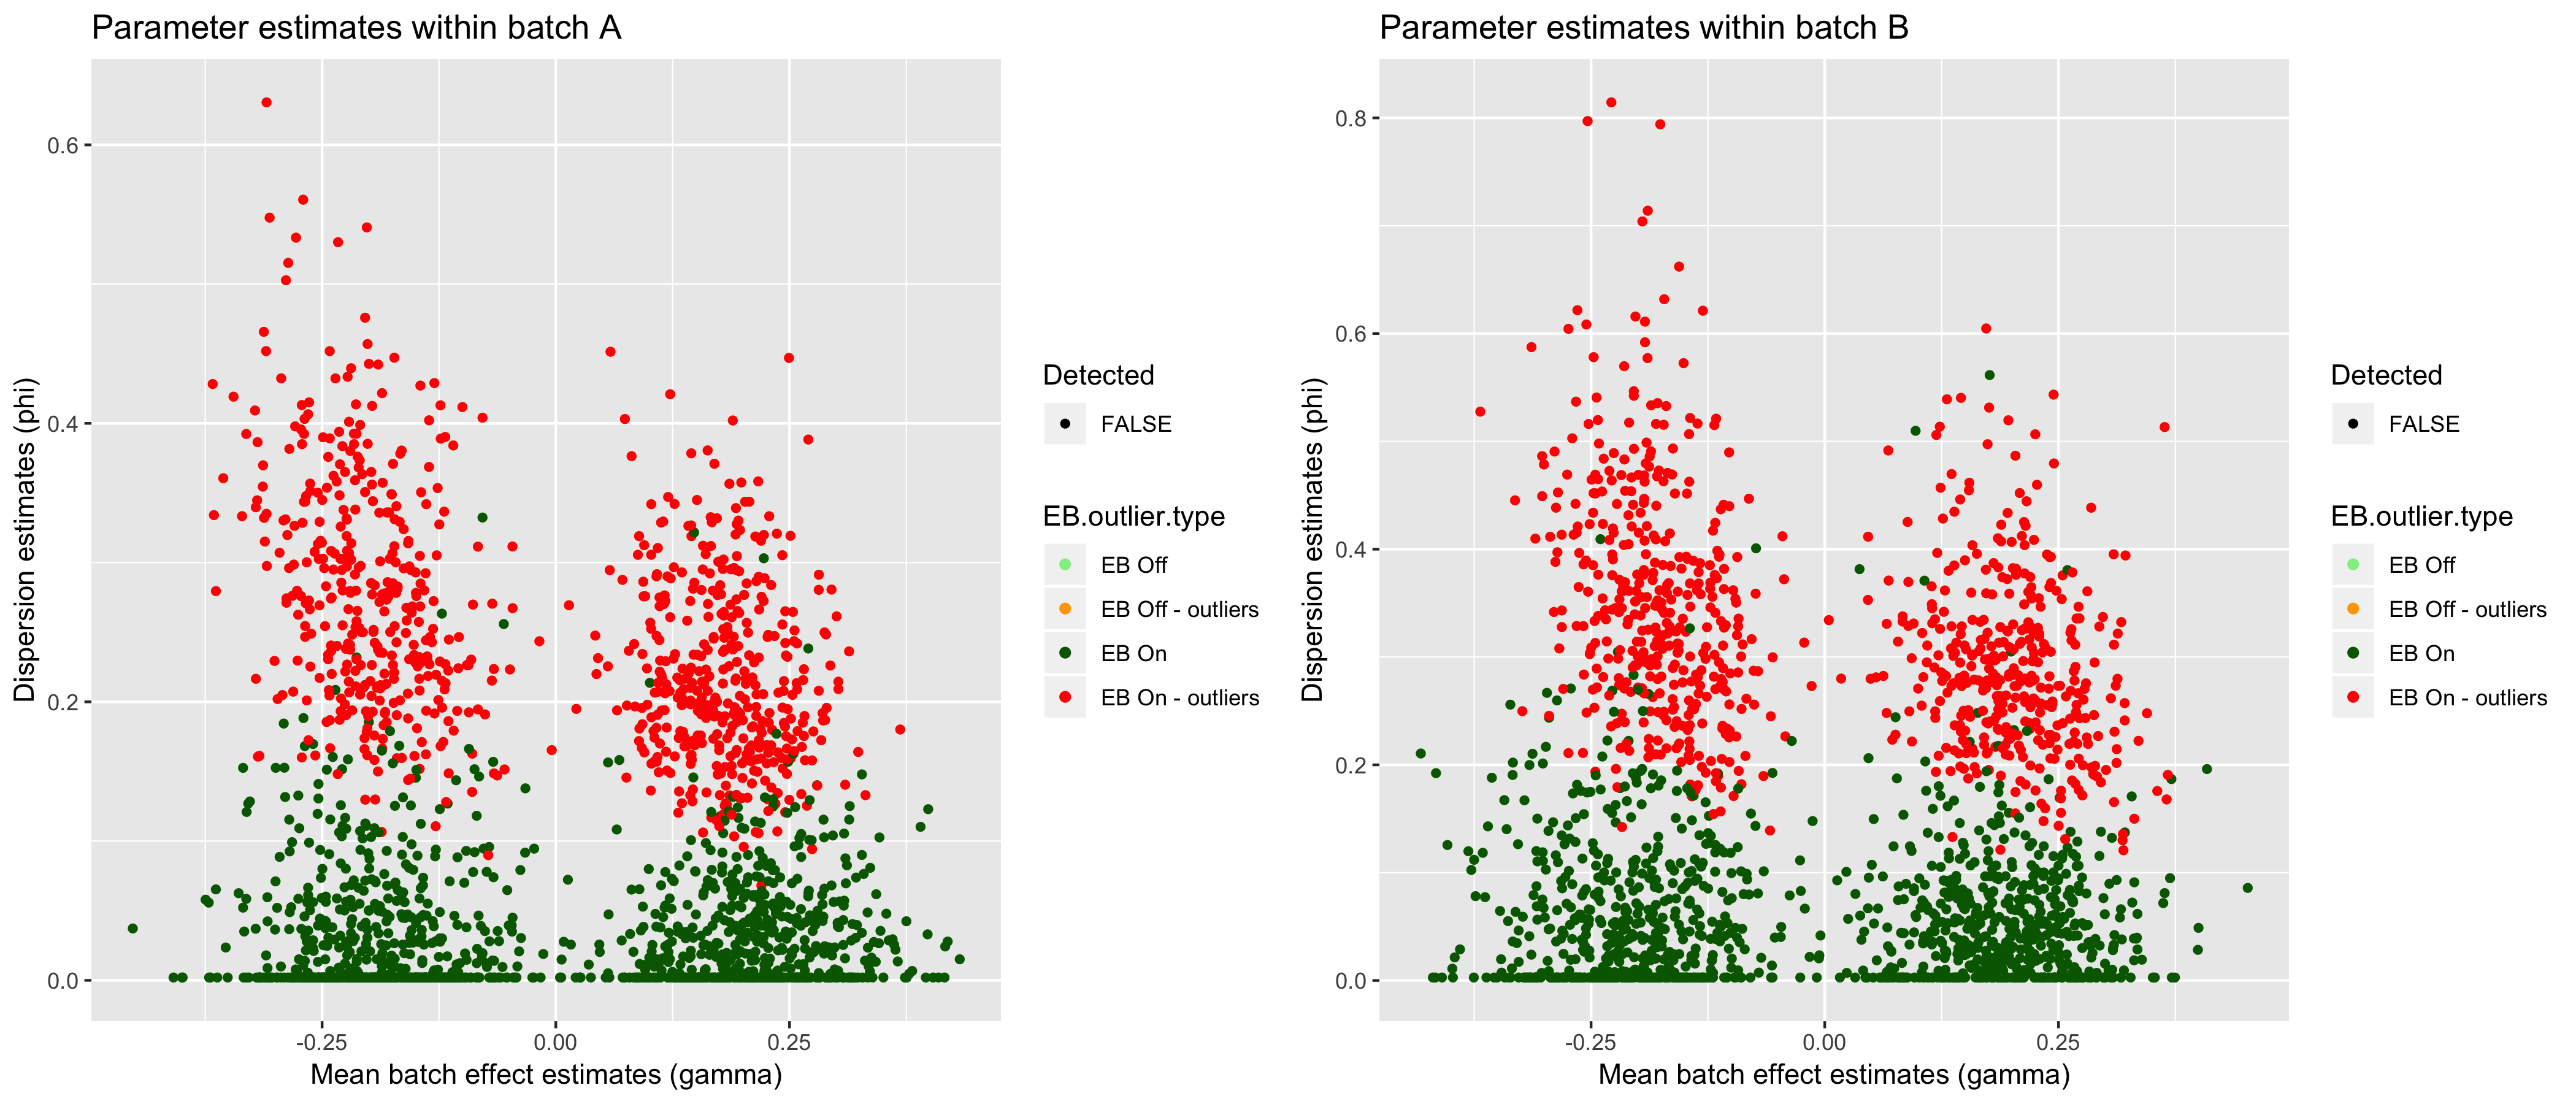 Parameter estimates within batch A
Dispersion estimates (phi)
0.6
0.4
0.2
0.0
-0.25
0.00
0.25
Mean batch effect estimates (gamma)
Detected
FALSE
EB.outlier.type
EB Off
EB Off - outliers
EB On
EB On - outliers
Parameter estimates within batch B
Dispersion estimates (phi)
0.8
0.6
0.4
0.2
0.0
-0.25
0.00
0.25
Mean batch effect estimates (gamma)
Detected
FALSE
EB.outlier.type
EB Off
EB Off - outliers
EB On
EB On - outliers